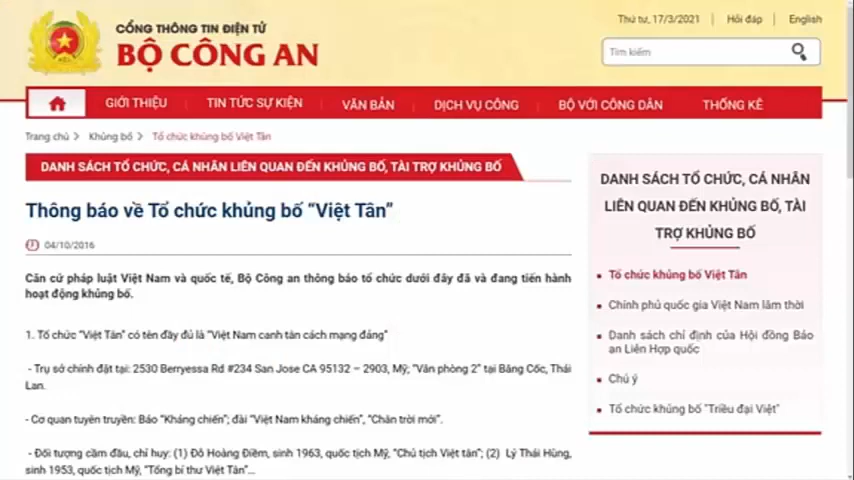 CỔNG THÔNG TIN ĐIỆN TỬ
BỘ CÔNG AN
Thứ tư, 17/3/2021
Hỏi đáp
English
Tìm kiếm
GIỚI THIỆU
TIN TỨC SỰ KIỆN
VĂN BẢN
DỊCH VỤ CÔNG
BỘ VỚI CÔNG DÂN
THỐNG KÊ
Trang chủ > Khủng bố > Tổ chức khủng bố Việt Tân
DANH SÁCH TỔ CHỨC, CÁ NHÂN LIÊN QUAN ĐẾN KHỦNG BỐ, TÀI TRỢ KHỦNG BỐ
Thông báo về Tổ chức khủng bố "Việt Tân"
04/10/2016
Căn cứ pháp luật Việt Nam và quốc tế, Bộ Công an thông báo tổ chức dưới đây đã và đang tiến hành
hoạt động khủng bố.
1. Tổ chức "Việt Tân" có tên đầy đủ là "Việt Nam canh tân cách mạng đảng"
- Trụ sở chính đặt tại: 2530 Berryessa Rd #234 San Jose CA 95132 – 2903, Mỹ; "Văn phòng 2" tại Băng Cốc, Thái
Lan.
- Cơ quan tuyên truyền: Báo "Kháng chiến"; đài "Việt Nam kháng chiến", "Chân trời mới".
- Đối tượng cầm đầu, chỉ huy: (1) Đỗ Hoàng Điềm, sinh 1963, quốc tịch Mỹ, "Chủ tịch Việt tân"; (2) Lý Thái Hùng,
sinh 1953, quốc tịch Mỹ, "Tổng bí thư Việt Tân"...
DANH SÁCH TỔ CHỨC, CÁ NHÂN
LIÊN QUAN ĐẾN KHỦNG BỐ, TÀI
TRỢ KHỦNG BỐ
Tổ chức khủng bố Việt Tân
Chính phủ quốc gia Việt Nam lâm thời
Danh sách chỉ định của Hội đồng Bảo
an Liên Hợp quốc
Chú ý
Tổ chức khủng bố "Triều đại Việt"